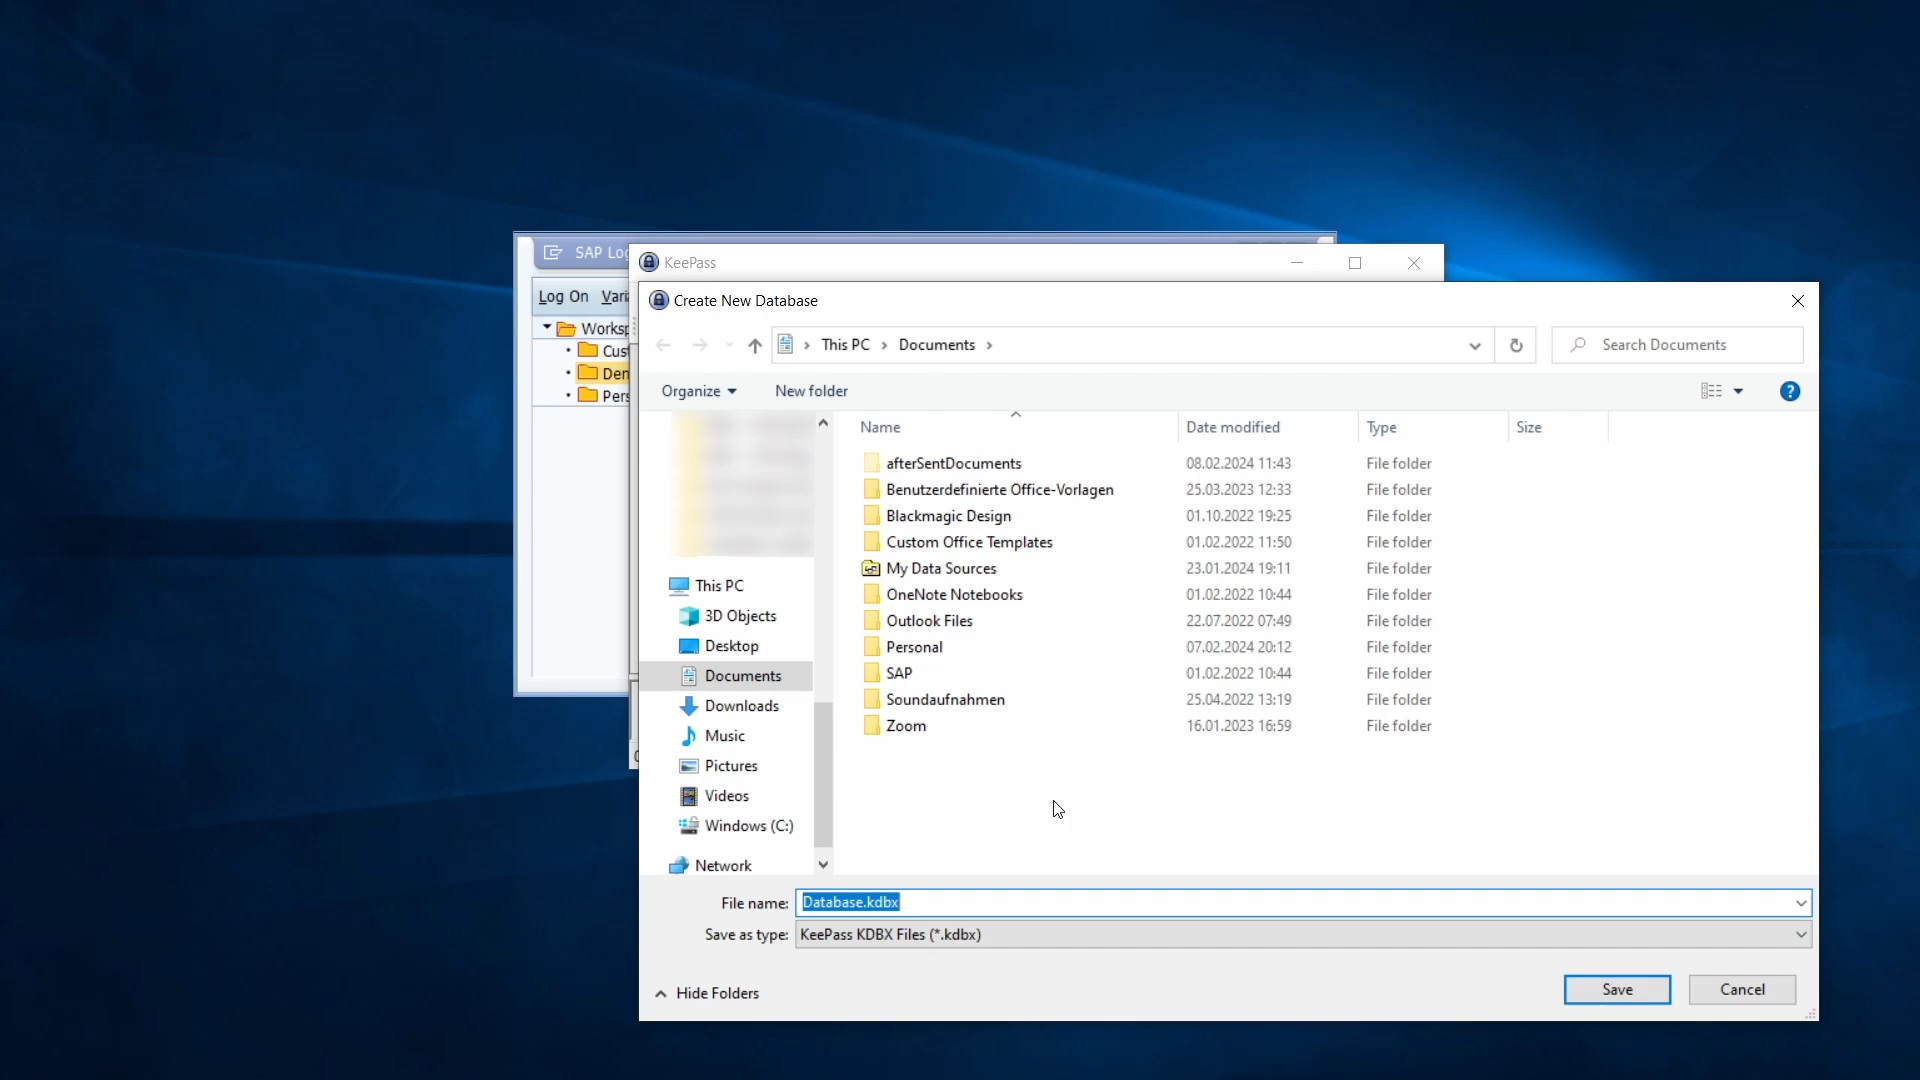 SAP Log
KeePass
Create New Database
Log On Vari
Worksp
Cust
Dem
Pers
This PC
Documents
Search Documents
Organize
New folder
Name
Date modified
Type
Size
afterSentDocuments 08.02.2024 11:43 File folder
Benutzerdefinierte Office-Vorlagen 25.03.2023 12:33 File folder
Blackmagic Design 01.10.2022 19:25 File folder
Custom Office Templates 01.02.2022 11:50 File folder
My Data Sources 23.01.2024 19:11 File folder
OneNote Notebooks 01.02.2022 10:44 File folder
Outlook Files 22.07.2022 07:49 File folder
Personal 07.02.2024 20:12 File folder
SAP 01.02.2022 10:44 File folder
Soundaufnahmen 25.04.2022 13:19 File folder
Zoom 16.01.2023 16:59 File folder
This PC
3D Objects
Desktop
Documents
Downloads
Music
Pictures
Videos
Windows (C:)
Network
File name: Database.kdbx
Save as type: KeePass KDBX Files (*.kdbx)
Hide Folders
Save
Cancel